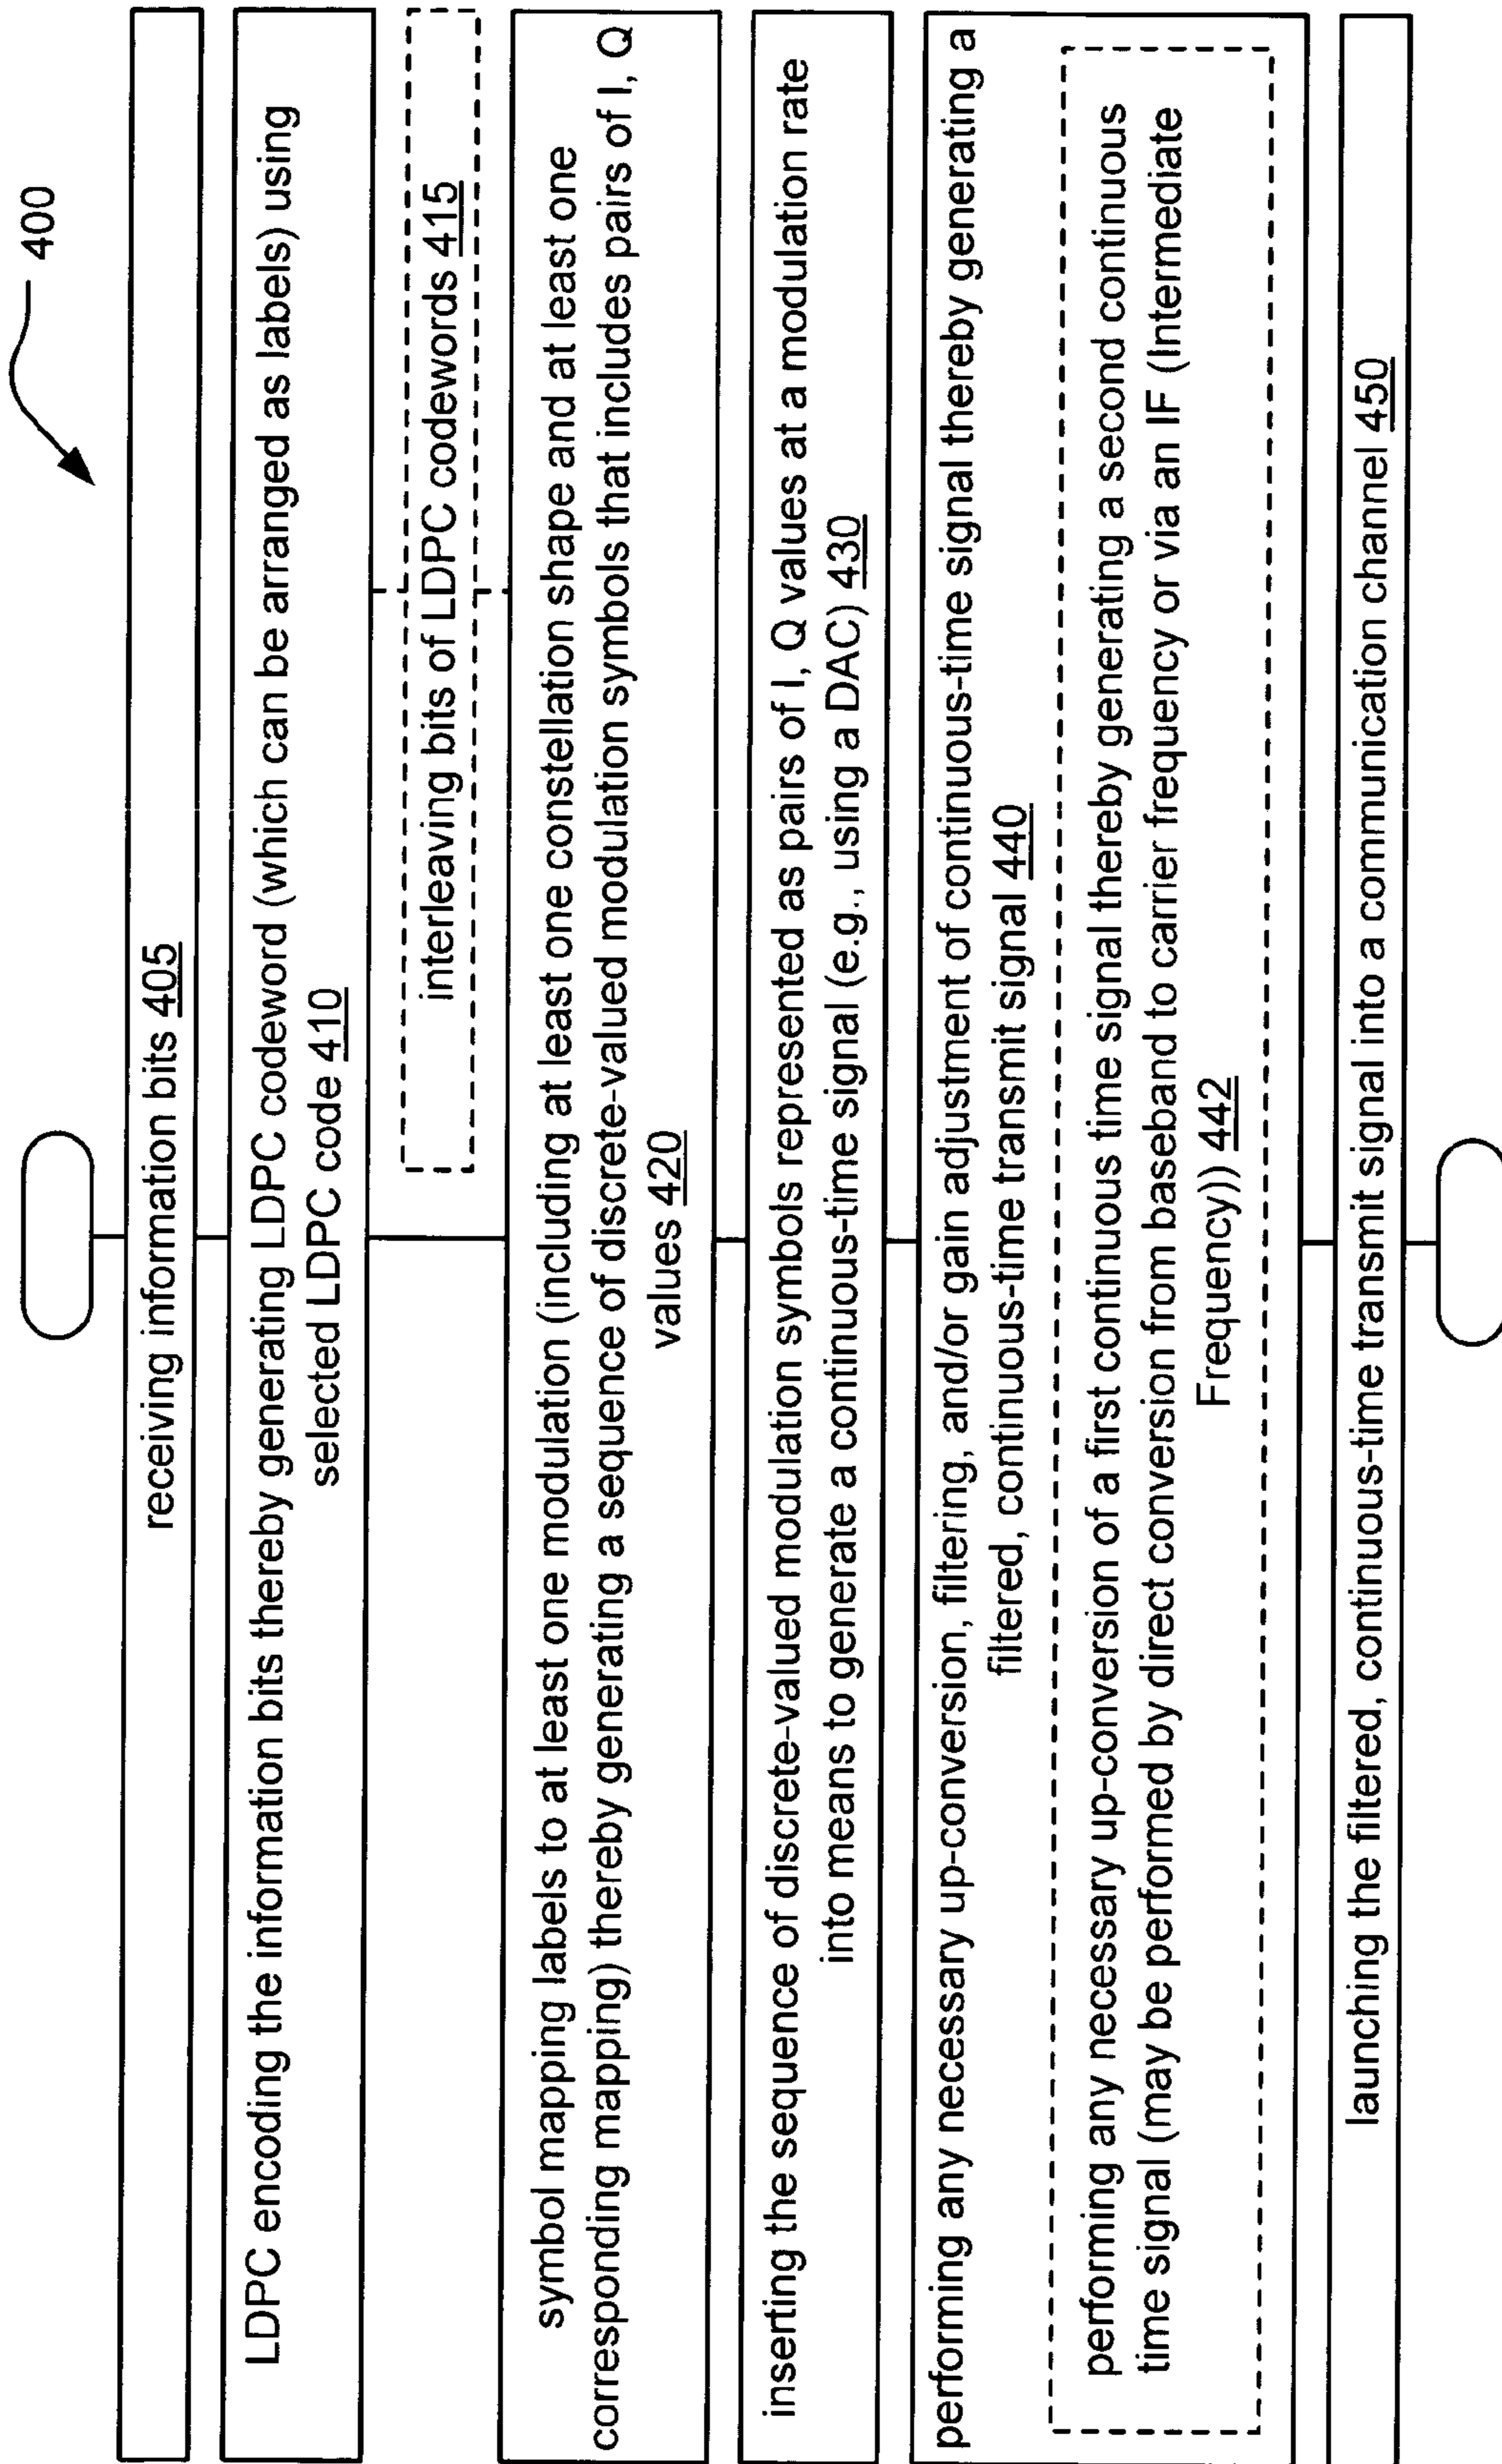 400
receiving information bits 405
LDPC encoding the information bits thereby generating LDPC codeword (which can be arranged as labels) using
selected LDPC code 410
interleaving bits of LDPC codewords 415
symbol mapping labels to at least one modulation (including at least one constellation shape and at least one
corresponding mapping) thereby generating a sequence of discrete-valued modulation symbols that includes pairs of I, Q
values 420
inserting the sequence of discrete-valued modulation symbols represented as pairs of I, Q values at a modulation rate
into means to generate a continuous-time signal (e.g., using a DAC) 430
performing any necessary up-conversion, filtering, and/or gain adjustment of continuous-time signal thereby generating a
filtered, continuous-time transmit signal 440
performing any necessary up-conversion of a first continuous time signal thereby generating a second continuous
time signal (may be performed by direct conversion from baseband to carrier frequency or via an IF (Intermediate
Frequency)) 442
launching the filtered, continuous-time transmit signal into a communication channel 450